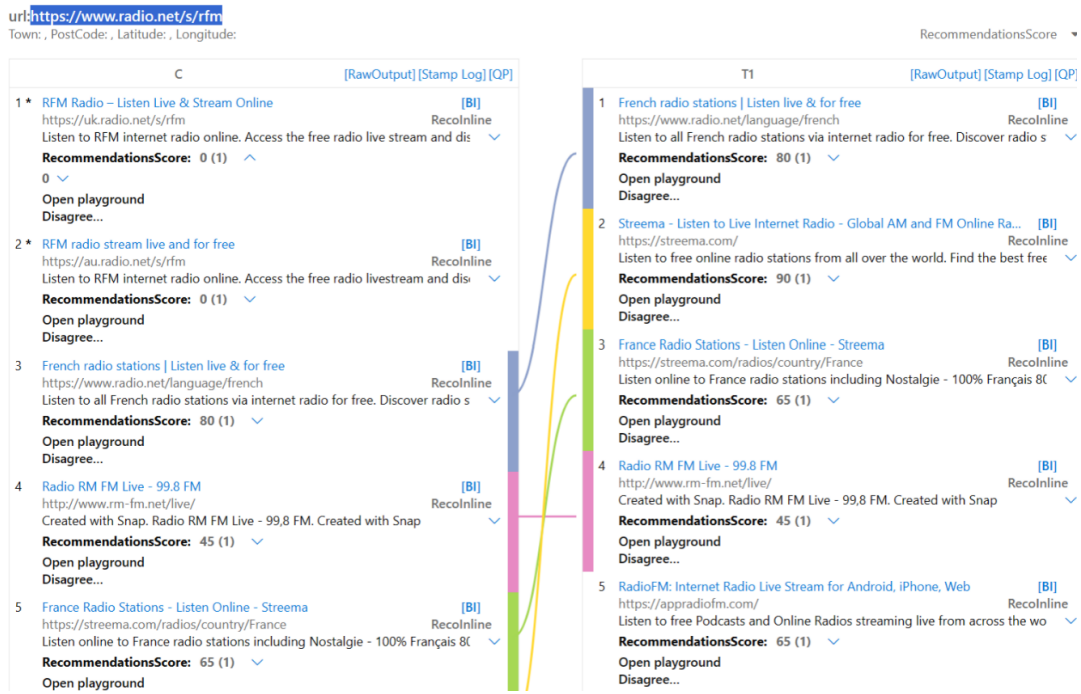 url:https://www.radio.net/s/rfm
Town: , PostCode: , Latitude: , Longitude:
RecommendationsScore
C [RawOutput] [Stamp Log] [QP]
1 * RFM Radio – Listen Live & Stream Online [BI]
https://uk.radio.net/s/rfm RecoInline
Listen to RFM internet radio online. Access the free radio live stream and dis
RecommendationsScore: 0 (1)
0
Open playground
Disagree...
2 * RFM radio stream live and for free [BI]
https://au.radio.net/s/rfm RecoInline
Listen to RFM internet radio online. Access the free radio livestream and dis
RecommendationsScore: 0 (1)
Open playground
Disagree...
3 French radio stations | Listen live & for free [BI]
https://www.radio.net/language/french RecoInline
Listen to all French radio stations via internet radio for free. Discover radio s
RecommendationsScore: 80 (1)
Open playground
Disagree...
4 Radio RM FM Live - 99.8 FM [BI]
http://www.rm-fm.net/live/ RecoInline
Created with Snap. Radio RM FM Live - 99,8 FM. Created with Snap
RecommendationsScore: 45 (1)
Open playground
Disagree...
5 France Radio Stations - Listen Online - Streema [BI]
https://streema.com/radios/country/France RecoInline
Listen online to France radio stations including Nostalgie - 100% Français 80
RecommendationsScore: 65 (1)
Open playground
T1 [RawOutput] [Stamp Log] [QP]
1 French radio stations | Listen live & for free [BI]
https://www.radio.net/language/french RecoInline
Listen to all French radio stations via internet radio for free. Discover radio s
RecommendationsScore: 80 (1)
Open playground
Disagree...
2 Streema - Listen to Live Internet Radio - Global AM and FM Online Ra... [BI]
https://streema.com/ RecoInline
Listen to free online radio stations from all over the world. Find the best free
RecommendationsScore: 90 (1)
Open playground
Disagree...
3 France Radio Stations - Listen Online - Streema [BI]
https://streema.com/radios/country/France RecoInline
Listen online to France radio stations including Nostalgie - 100% Français 80
RecommendationsScore: 65 (1)
Open playground
Disagree...
4 Radio RM FM Live - 99.8 FM [BI]
http://www.rm-fm.net/live/ RecoInline
Created with Snap. Radio RM FM Live - 99,8 FM. Created with Snap
RecommendationsScore: 45 (1)
Open playground
Disagree...
5 RadioFM: Internet Radio Live Stream for Android, iPhone, Web [BI]
https://appradiofm.com/ RecoInline
Listen to free Podcasts and Online Radios streaming live from across the wo
RecommendationsScore: 65 (1)
Open playground
Disagree...